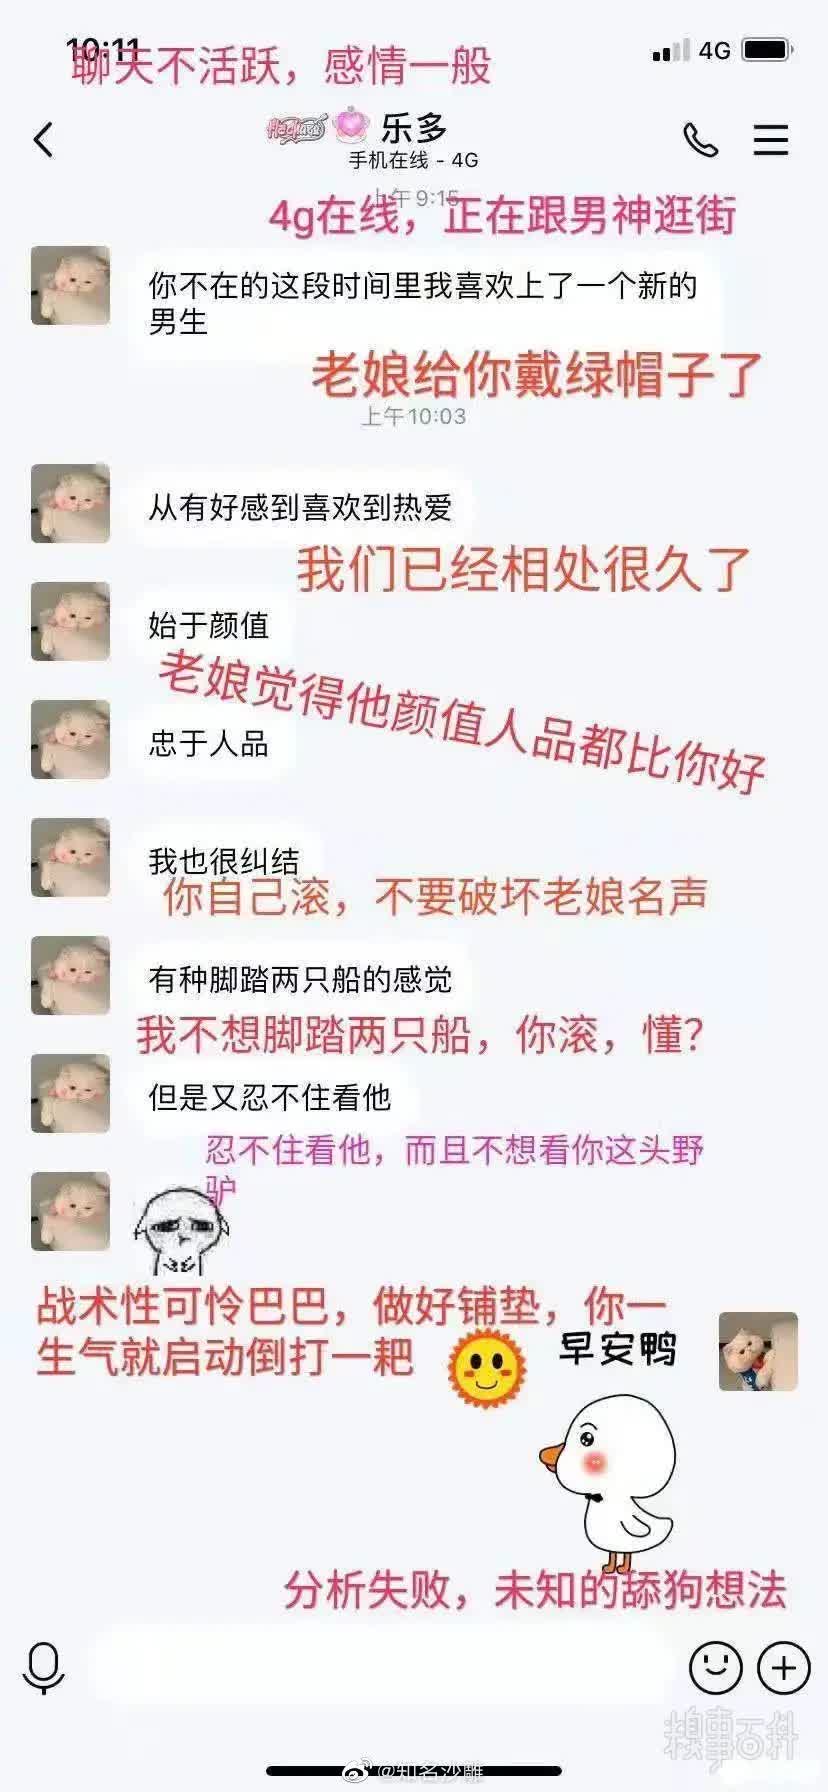 10:11
4G
聊天不活跃，感情一般
乐多
手机在线 - 4G
上午 9:15
4g在线，正在跟男神逛街
你不在的这段时间里我喜欢上了一个新的
男生
老娘给你戴绿帽子了
上午10:03
从有好感到喜欢到热爱
我们已经相处很久了
始于颜值
老娘觉得他颜值人品都比你好
忠于人品
我也很纠结
你自己滚，不要破坏老娘名声
有种脚踏两只船的感觉
我不想脚踏两只船，你滚，懂？
但是又忍不住看他
忍不住看他，而且不想看你这头野
驴
战术性可怜巴巴，做好铺垫，你一
生气就启动倒打一耙
早安鸭
分析失败，未知的舔狗想法
糗事百科
@知名沙雕